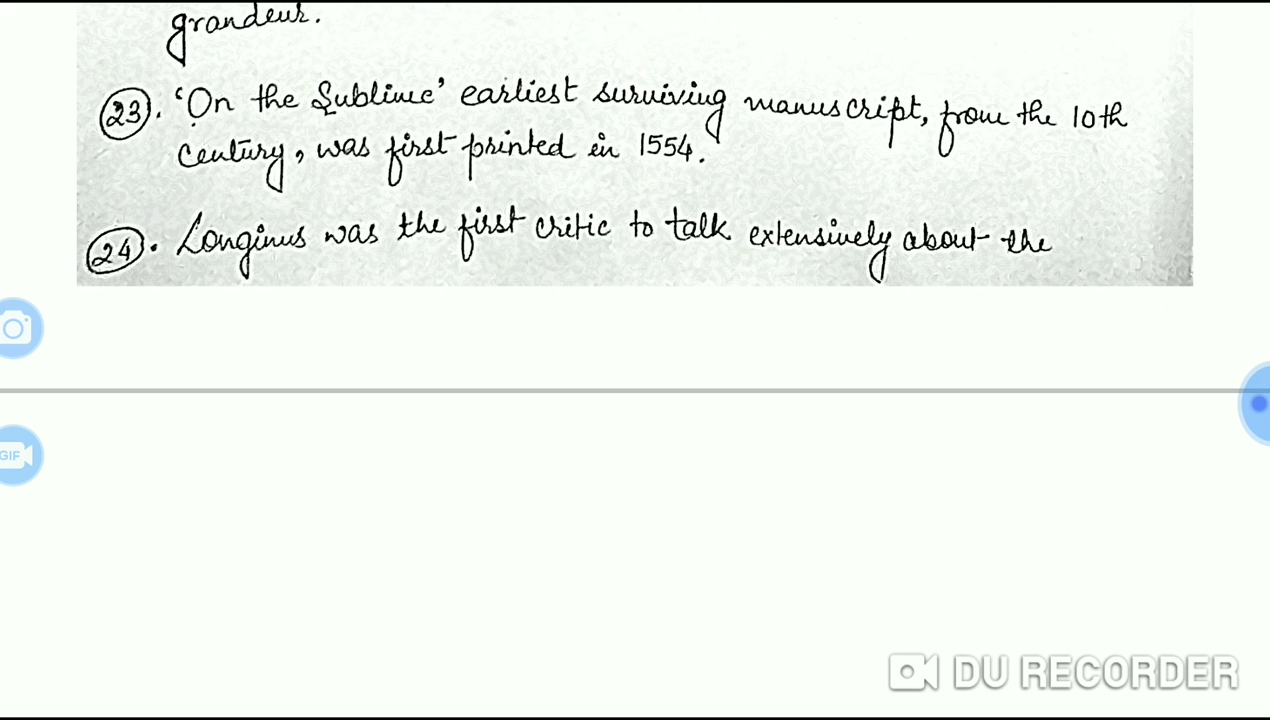 grandeur.
(23). 'On the Sublime' earliest surviving manuscript, from the 10th
century, was first printed in 1554.
(24). Longinus was the first critic to talk extensively about the
GIF
DU RECORDER